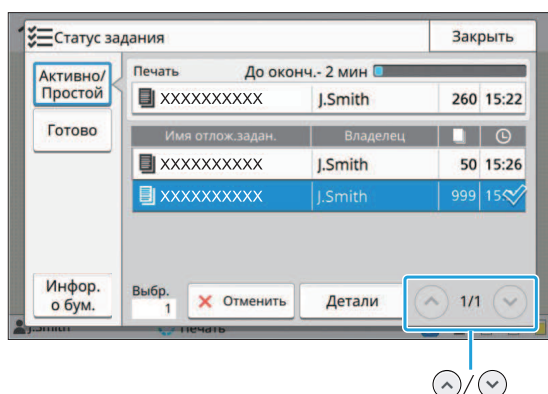 Статус задания
Закрыть
Активно/
Простой
Готово
Инфор.
о бум.
Печать
До оконч.- 2 мин
XXXXXXXXXX J.Smith 260 15:22
Имя отлож.задан. Владелец
XXXXXXXXXX J.Smith 50 15:26
XXXXXXXXXX J.Smith 999
Выбр.
1
Отменить
Детали
1/1
J.Smith
Печать
/